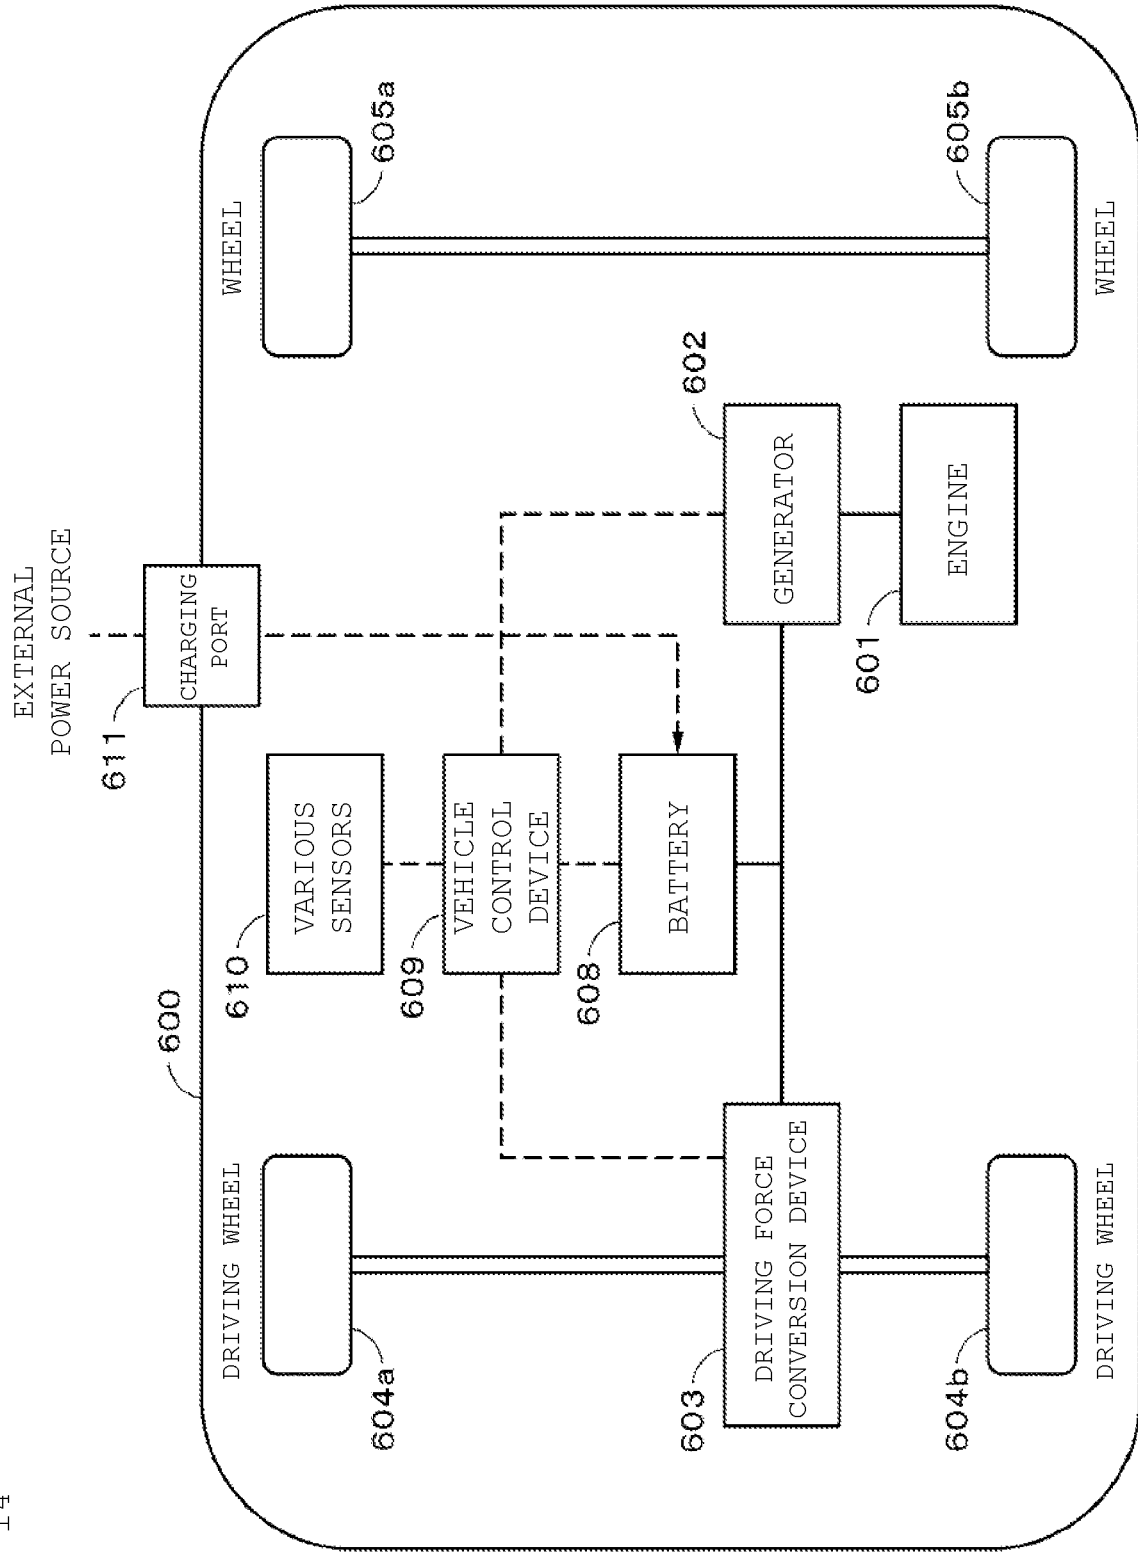 14
EXTERNAL
POWER SOURCE
611
600
CHARGING
PORT
DRIVING WHEEL
WHEEL
610
VARIOUS
SENSORS
604a
605a
609
VEHICLE
CONTROL
DEVICE
608
BATTERY
603
602
DRIVING FORCE
CONVERSION DEVICE
GENERATOR
601
ENGINE
604b
605b
DRIVING WHEEL
WHEEL